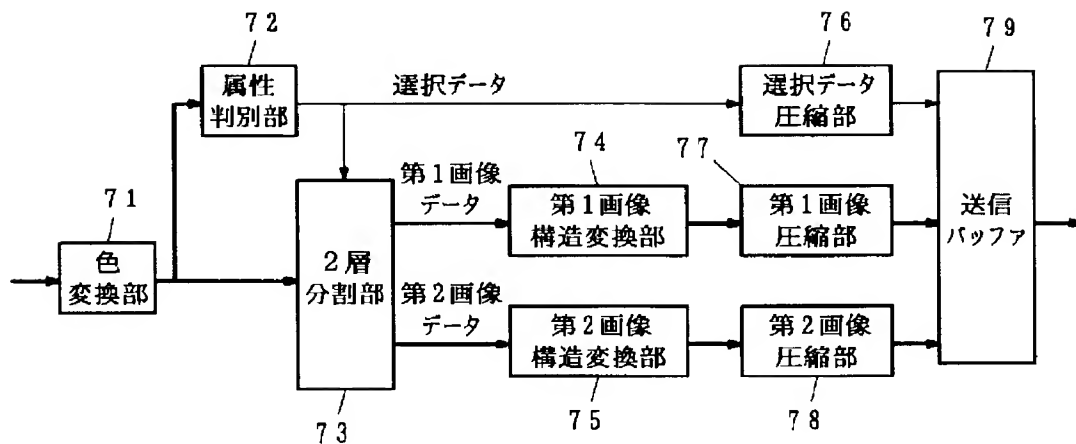 72
属性
判別部
選択データ
76
選択データ
圧縮部
79
送信
バッファ
71
色
変換部
2層
分割部
73
第1画像
データ
74
第1画像
構造変換部
77
第1画像
圧縮部
第2画像
データ
第2画像
構造変換部
75
第2画像
圧縮部
78